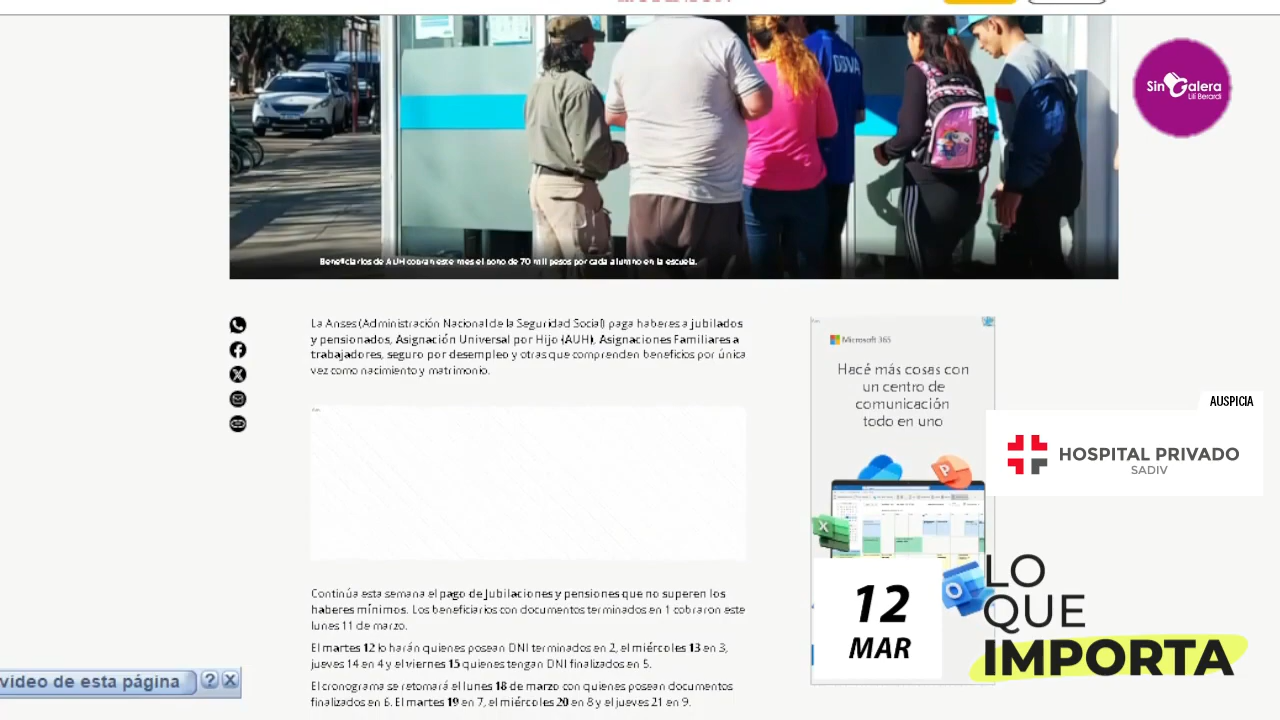 BBVA
Sin Galera
Lili Berardi
Beneficiarios de AUH cobran este mes el bono de 70 mil pesos por cada alumno en la escuela.
La Anses (Administración Nacional de la Seguridad Social) paga haberes a jubilados
y pensionados, Asignación Universal por Hijo (AUH), Asignaciones Familiares a
trabajadores, seguro por desempleo y otras que comprenden beneficios por única
vez como nacimiento y matrimonio.
Microsoft 365
Hacé más cosas con
un centro de
comunicación
todo en uno
AUSPICIA
HOSPITAL PRIVADO
SADIV
Continúa esta semana el pago de jubilaciones y pensiones que no superen los
haberes mínimos. Los beneficiarios con documentos terminados en 1 cobraron este
lunes 11 de marzo.
El martes 12 lo harán quienes posean DNI terminados en 2, el miércoles 13 en 3,
jueves 14 en 4 y el viernes 15 quienes tengan DNI finalizados en 5.
El cronograma se retomará el lunes 18 de marzo con quienes posean documentos
finalizados en 6. El martes 19 en 7, el miércoles 20 en 8 y el jueves 21 en 9.
12
MAR
LO
QUE
IMPORTA
video de esta página ? X